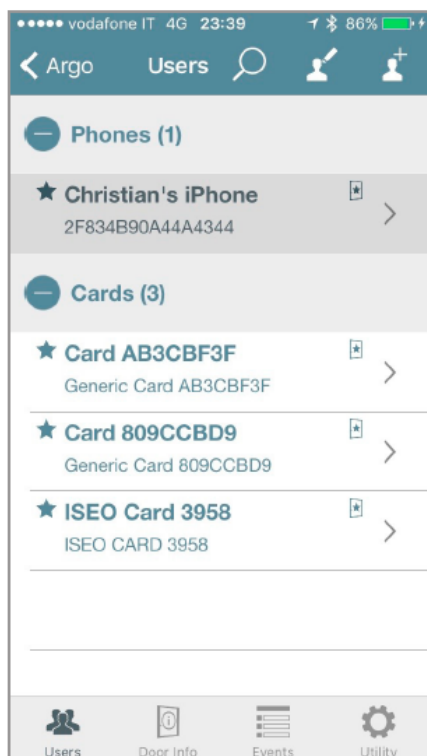 vodafone IT 4G 23:39 86%
Argo Users
Phones (1)
Christian's iPhone
2F834B90A44A4344
Cards (3)
Card AB3CBF3F
Generic Card AB3CBF3F
Card 809CCBD9
Generic Card 809CCBD9
ISEO Card 3958
ISEO CARD 3958
Users Door Info Events Utility